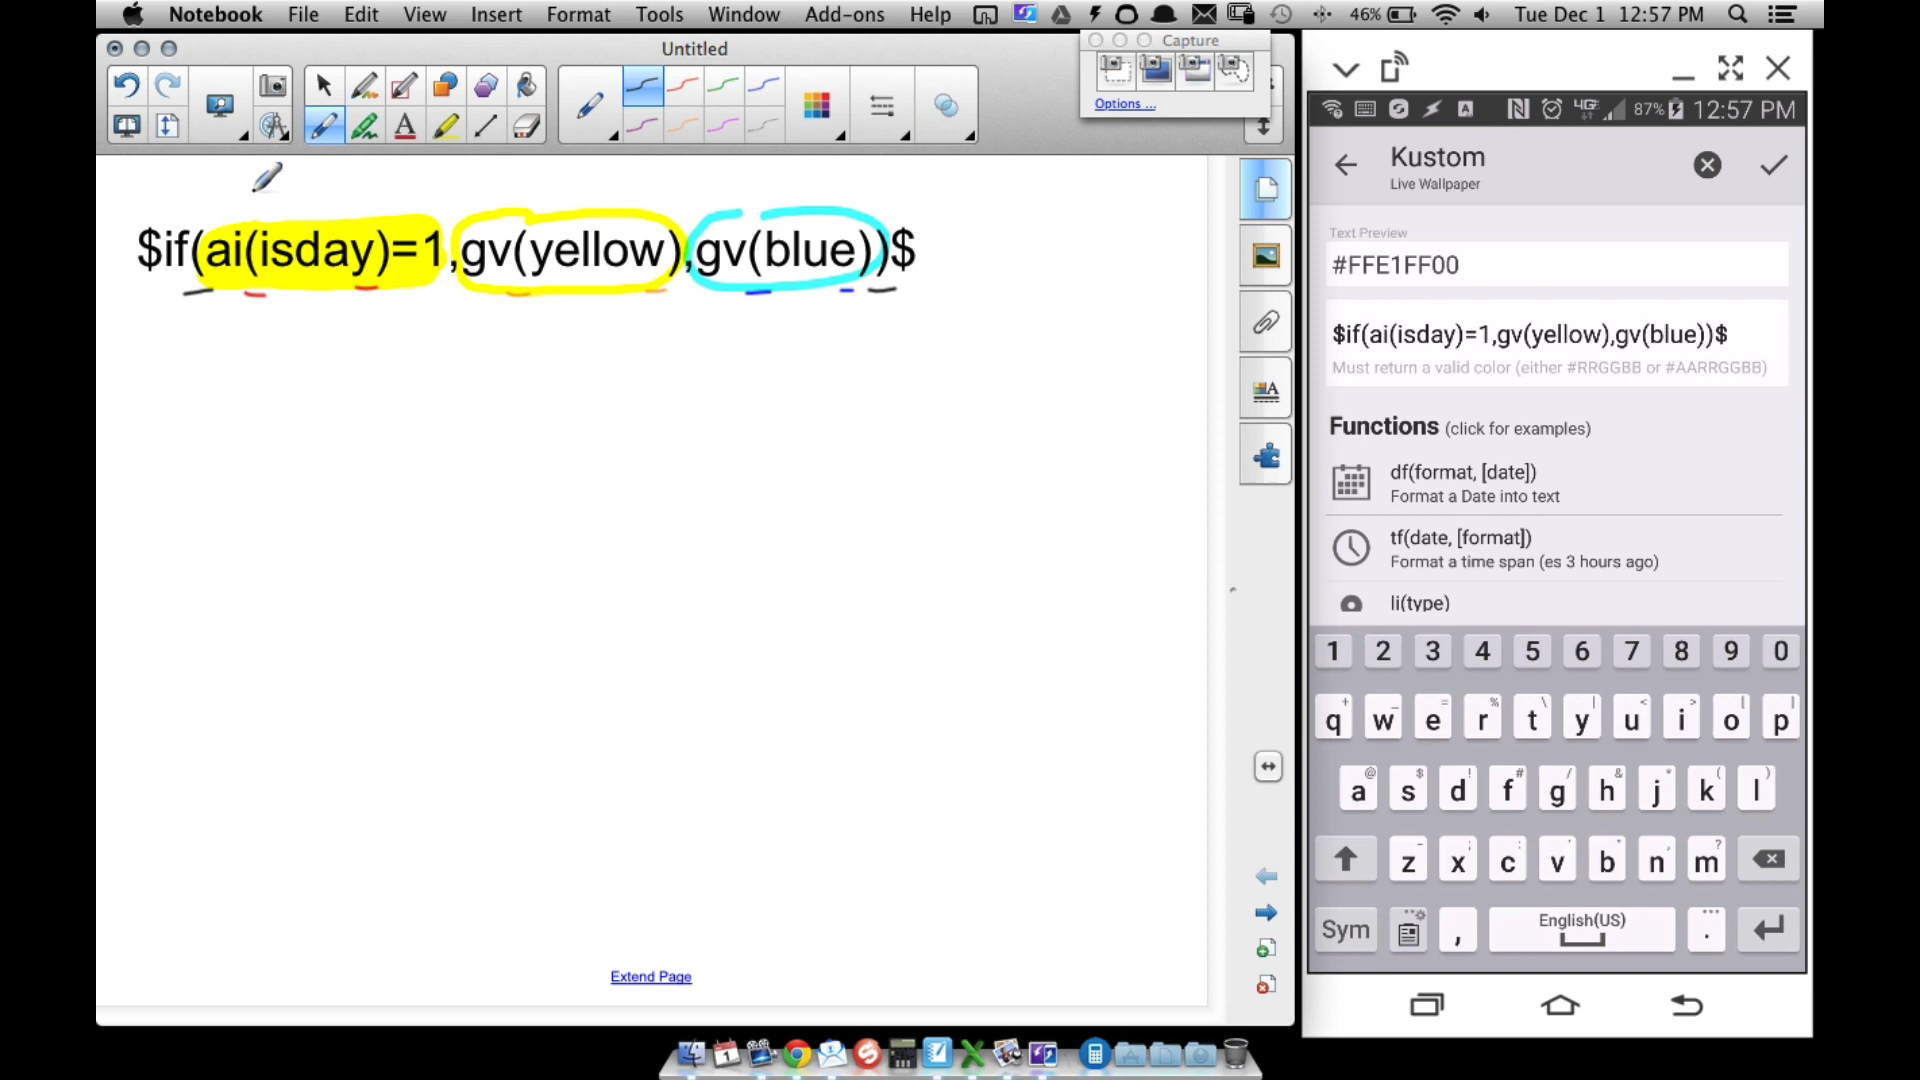 Notebook File Edit View Insert Format Tools Window Add-ons Help 46% Tue Dec 1 12:57 PM
Untitled
Capture
Options ...
$if(ai(isday)=1,gv(yellow),gv(blue))$
Extend Page
87% 12:57 PM
Kustom
Live Wallpaper
Text Preview
#FFE1FF00
$if(ai(isday)=1,gv(yellow),gv(blue))$
Must return a valid color (either #RRGGBB or #AARRGGBB)
Functions (click for examples)
df(format, [date])
Format a Date into text
tf(date, [format])
Format a time span (es 3 hours ago)
li(type)
1 2 3 4 5 6 7 8 9 0
q w e r t y u i o p
a s d f g h j k l
z x c v b n m
Sym , English(US) .